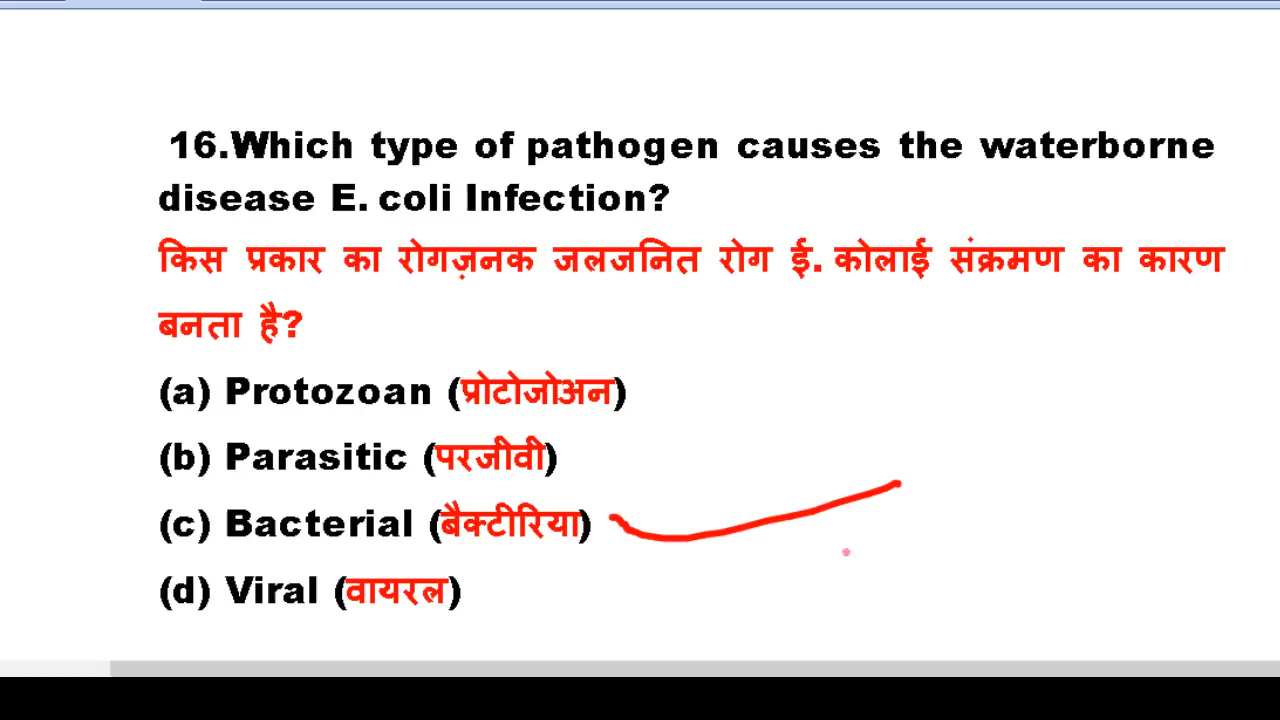 16.Which type of pathogen causes the waterborne
disease E. coli Infection?
किस प्रकार का रोगज़नक जलजनित रोग ई. कोलाई संक्रमण का कारण
बनता है?
(a) Protozoan (प्रोटोजोअन)
(b) Parasitic (परजीवी)
(c) Bacterial (बैक्टीरिया)
(d) Viral (वायरल)